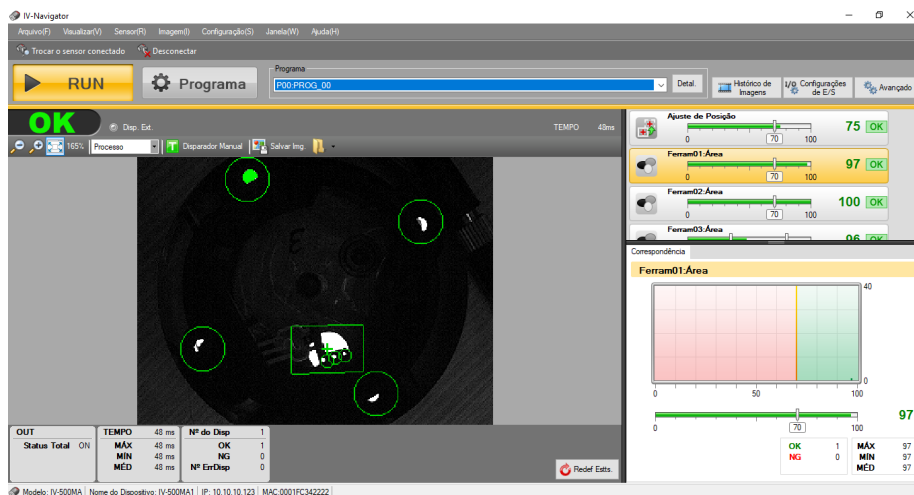 IV-Navigator
Arquivo(F) Visualizar(V) Sensor(R) Imagem(I) Configuração(S) Janela(W) Ajuda(H)
Trocar o sensor conectado Desconectar
RUN Programa
Programa
P00:PROG_00
Detal.
Histórico de Imagens
I/O Configurações de E/S
Avançado
OK Disp. Ext. TEMPO 48ms
165% Processo T Disparador Manual Salvar Img.
Ajuste de Posição
75 OK
0 70 100
Ferram01:Área
97 OK
0 70 100
Ferram02:Área
100 OK
0 70 100
Ferram03:Área
96 OK
Correspondência
Ferram01:Área
40
0
0 50 100
97
0 70 100
OK 1 MÁX 97
NG 0 MÍN 97
MÉD 97
OUT TEMPO 48 ms Nº do Disp 1
Status Total ON MÁX 48 ms OK 1
MÍN 48 ms NG 0
MÉD 48 ms Nº ErrDisp 0
Redef Estts.
Modelo: IV-500MA Nome do Dispositivo: IV-500MA1 IP: 10.10.10.123 MAC:0001FC342222